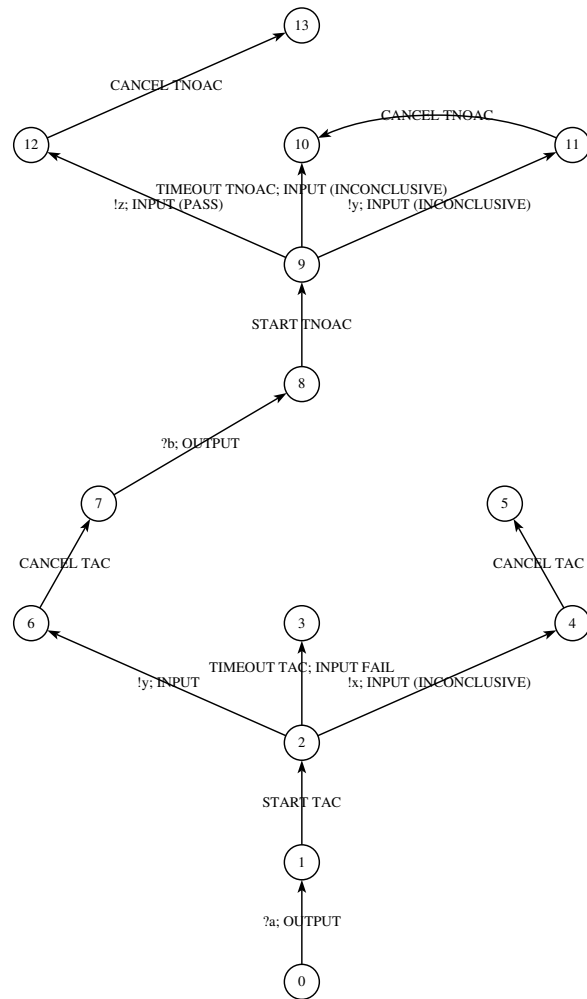 13
CANCEL TNOAC
CANCEL TNOAC
12
10
11
TIMEOUT TNOAC; INPUT (INCONCLUSIVE)
!z; INPUT (PASS)
!y; INPUT (INCONCLUSIVE)
9
START TNOAC
8
?b; OUTPUT
7
5
CANCEL TAC
CANCEL TAC
6
3
4
TIMEOUT TAC; INPUT FAIL
!y; INPUT
!x; INPUT (INCONCLUSIVE)
2
START TAC
1
?a; OUTPUT
0